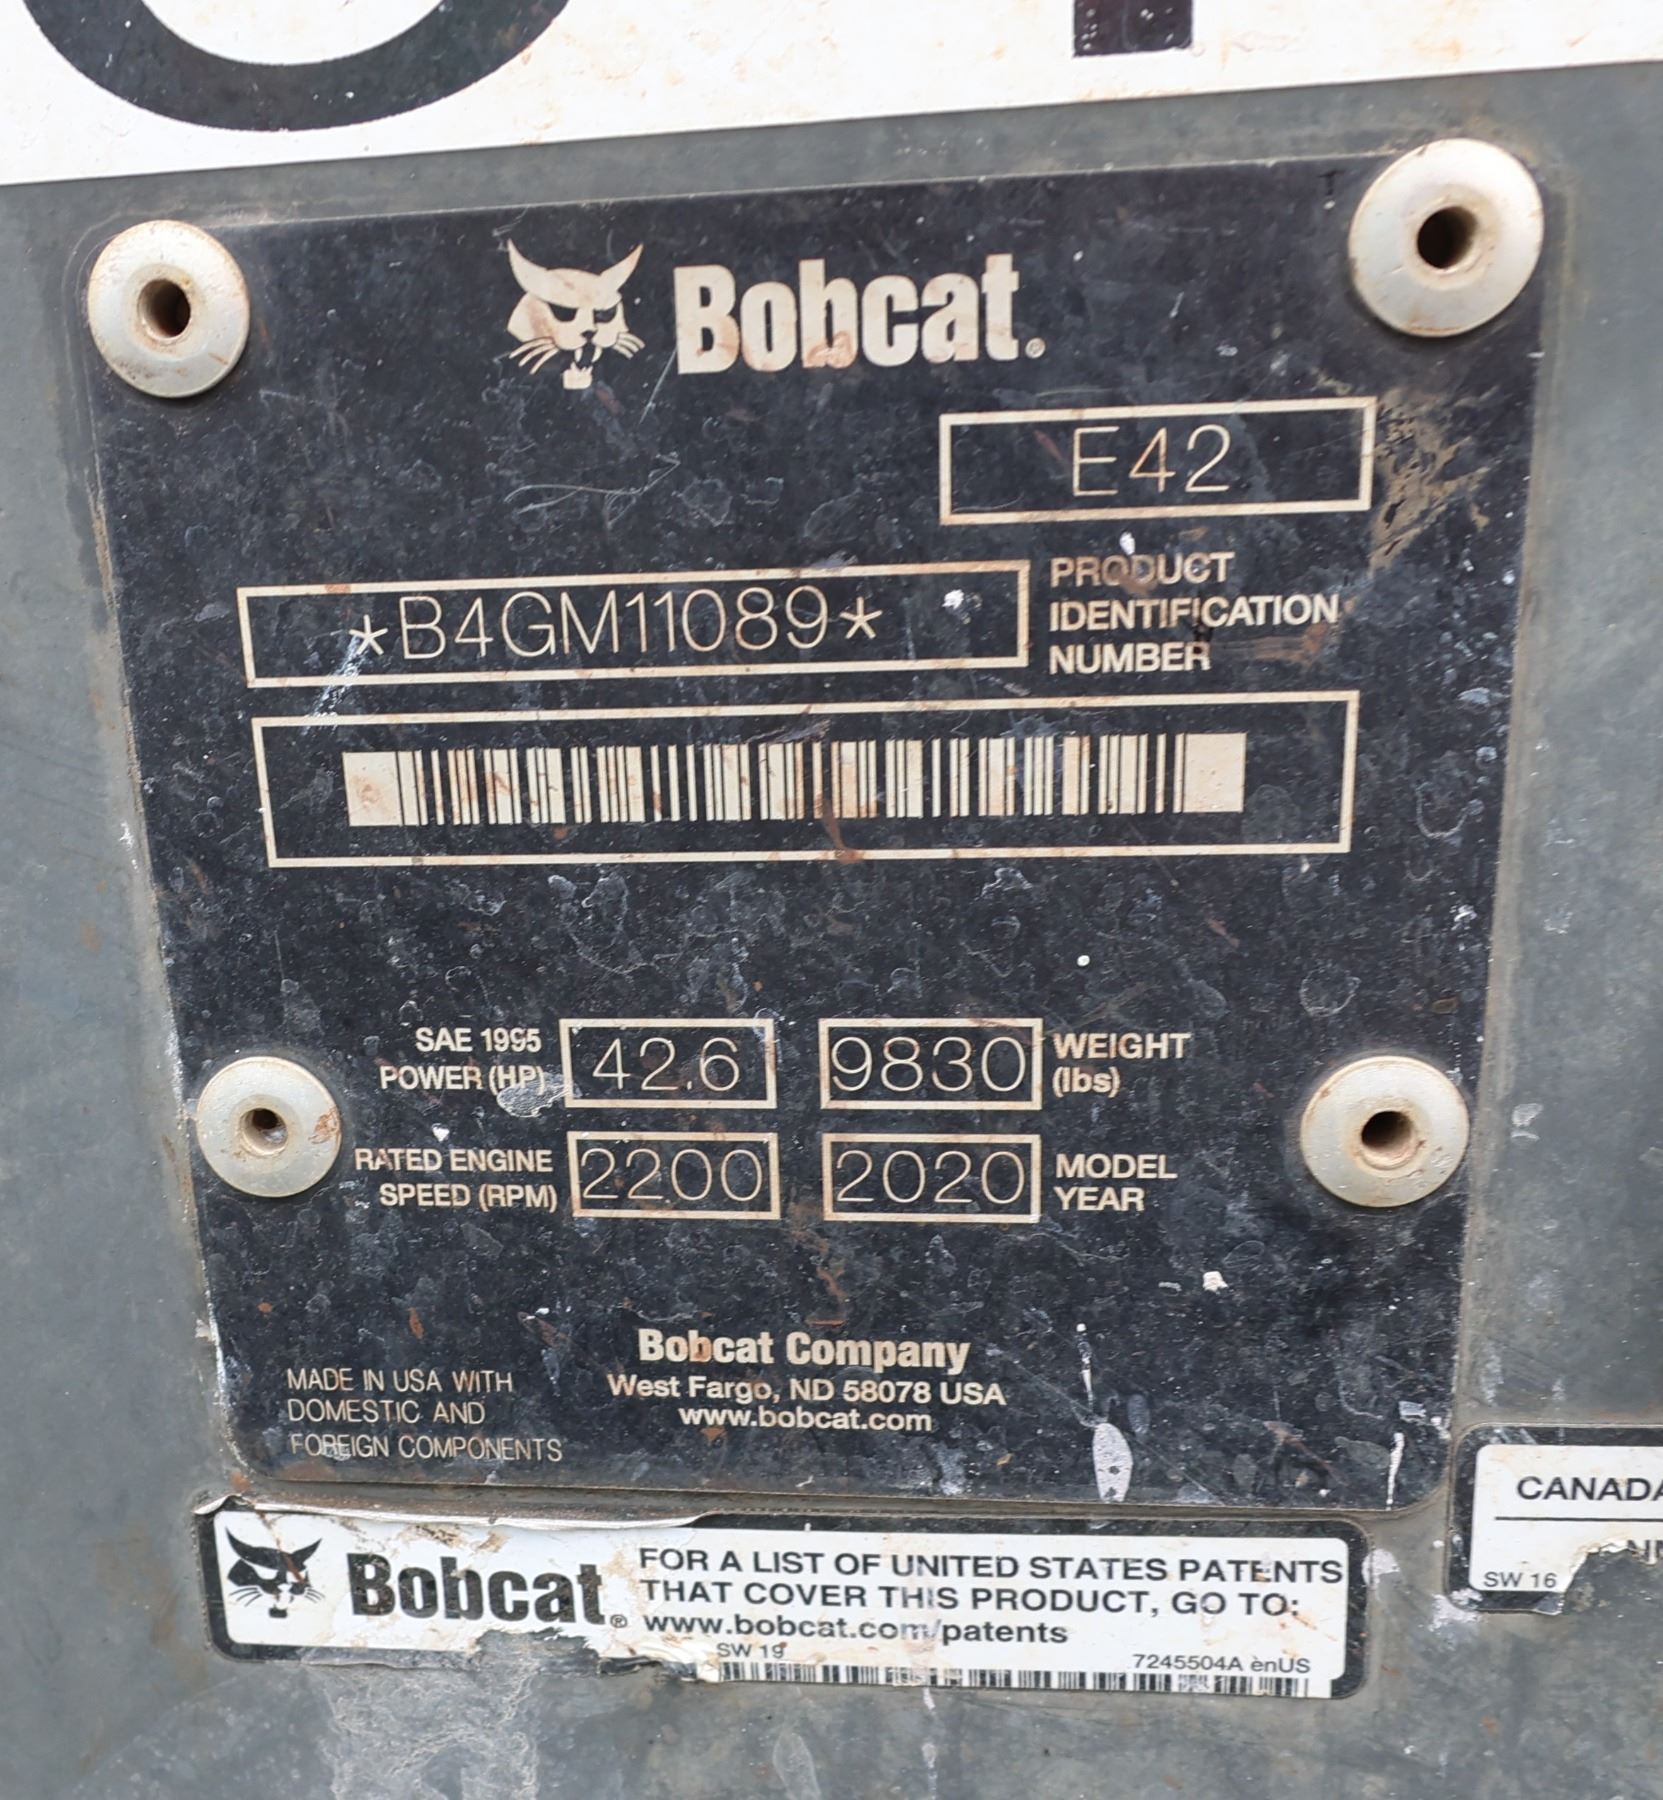 Bobcat®
E42
*B4GM11089*
PRODUCT
IDENTIFICATION
NUMBER
SAE 1995
POWER (HP)
42.6
9830
WEIGHT
(lbs)
RATED ENGINE
SPEED (RPM)
2200
2020
MODEL
YEAR
Bobcat Company
West Fargo, ND 58078 USA
www.bobcat.com
MADE IN USA WITH
DOMESTIC AND
FOREIGN COMPONENTS
Bobcat®
FOR A LIST OF UNITED STATES PATENTS
THAT COVER THIS PRODUCT, GO TO:
www.bobcat.com/patents
SW 19
7245504A enUS
CANADA
SW 16